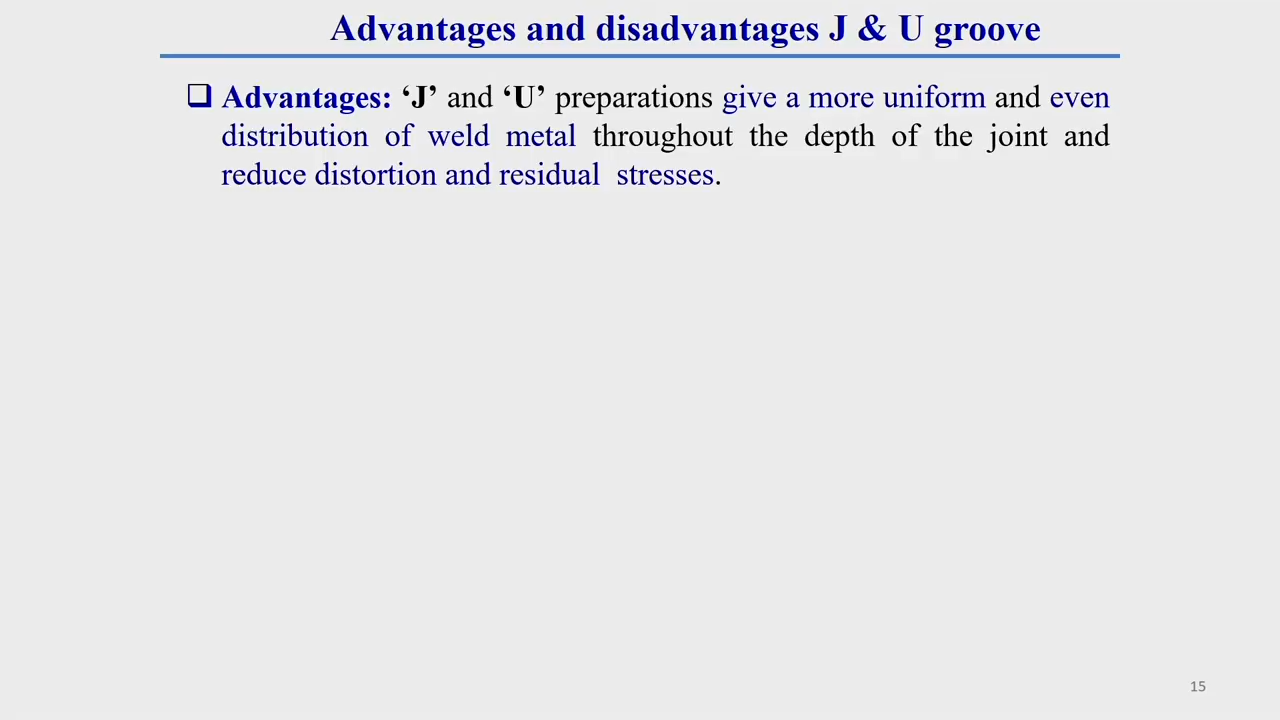 Advantages and disadvantages J & U groove
❑ Advantages: ‘J’ and ‘U’ preparations give a more uniform and even
distribution of weld metal throughout the depth of the joint and
reduce distortion and residual stresses.
15